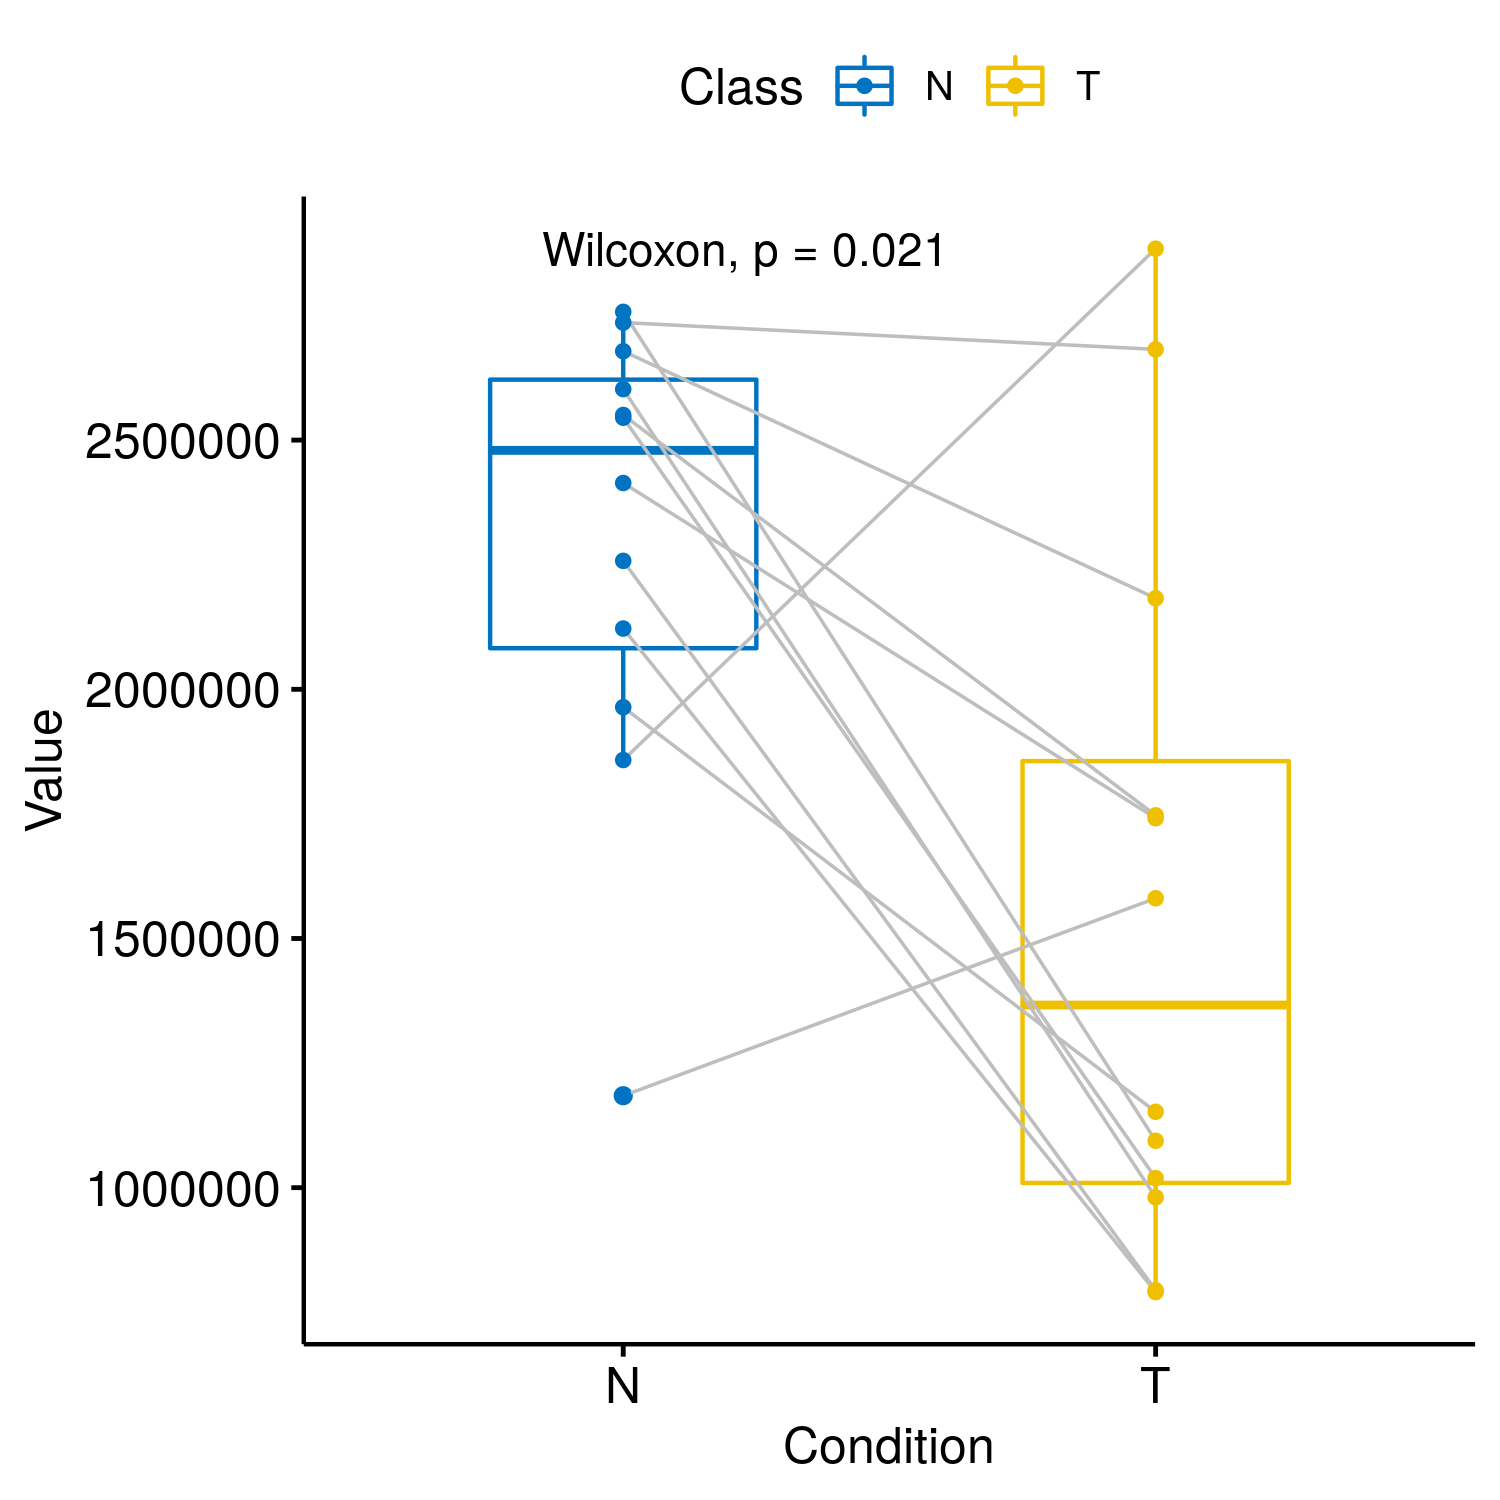 Class N T
Wilcoxon, p = 0.021
2500000
2000000
1500000
1000000
Value
N T
Condition